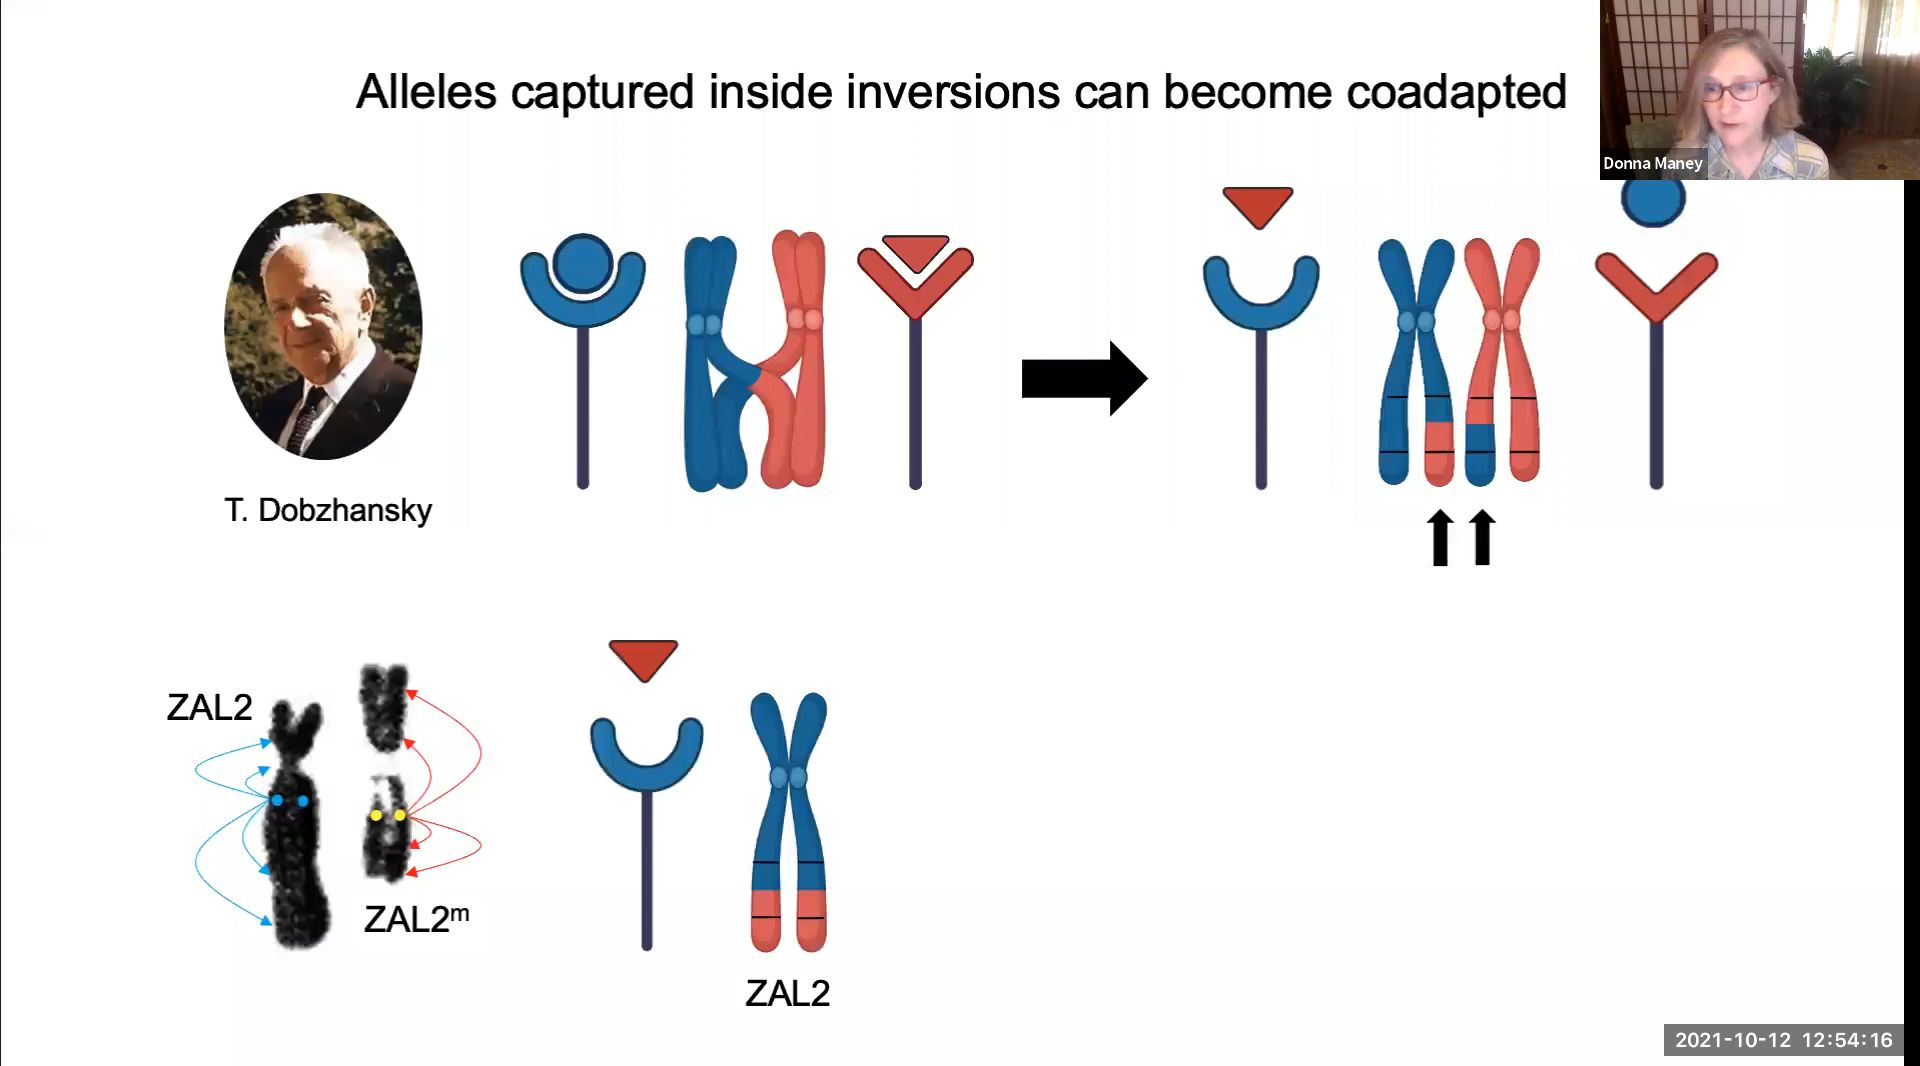 Alleles captured inside inversions can become coadapted
Donna Maney
T. Dobzhansky
ZAL2
ZAL2ᵐ
ZAL2
2021-10-12 12:54:16